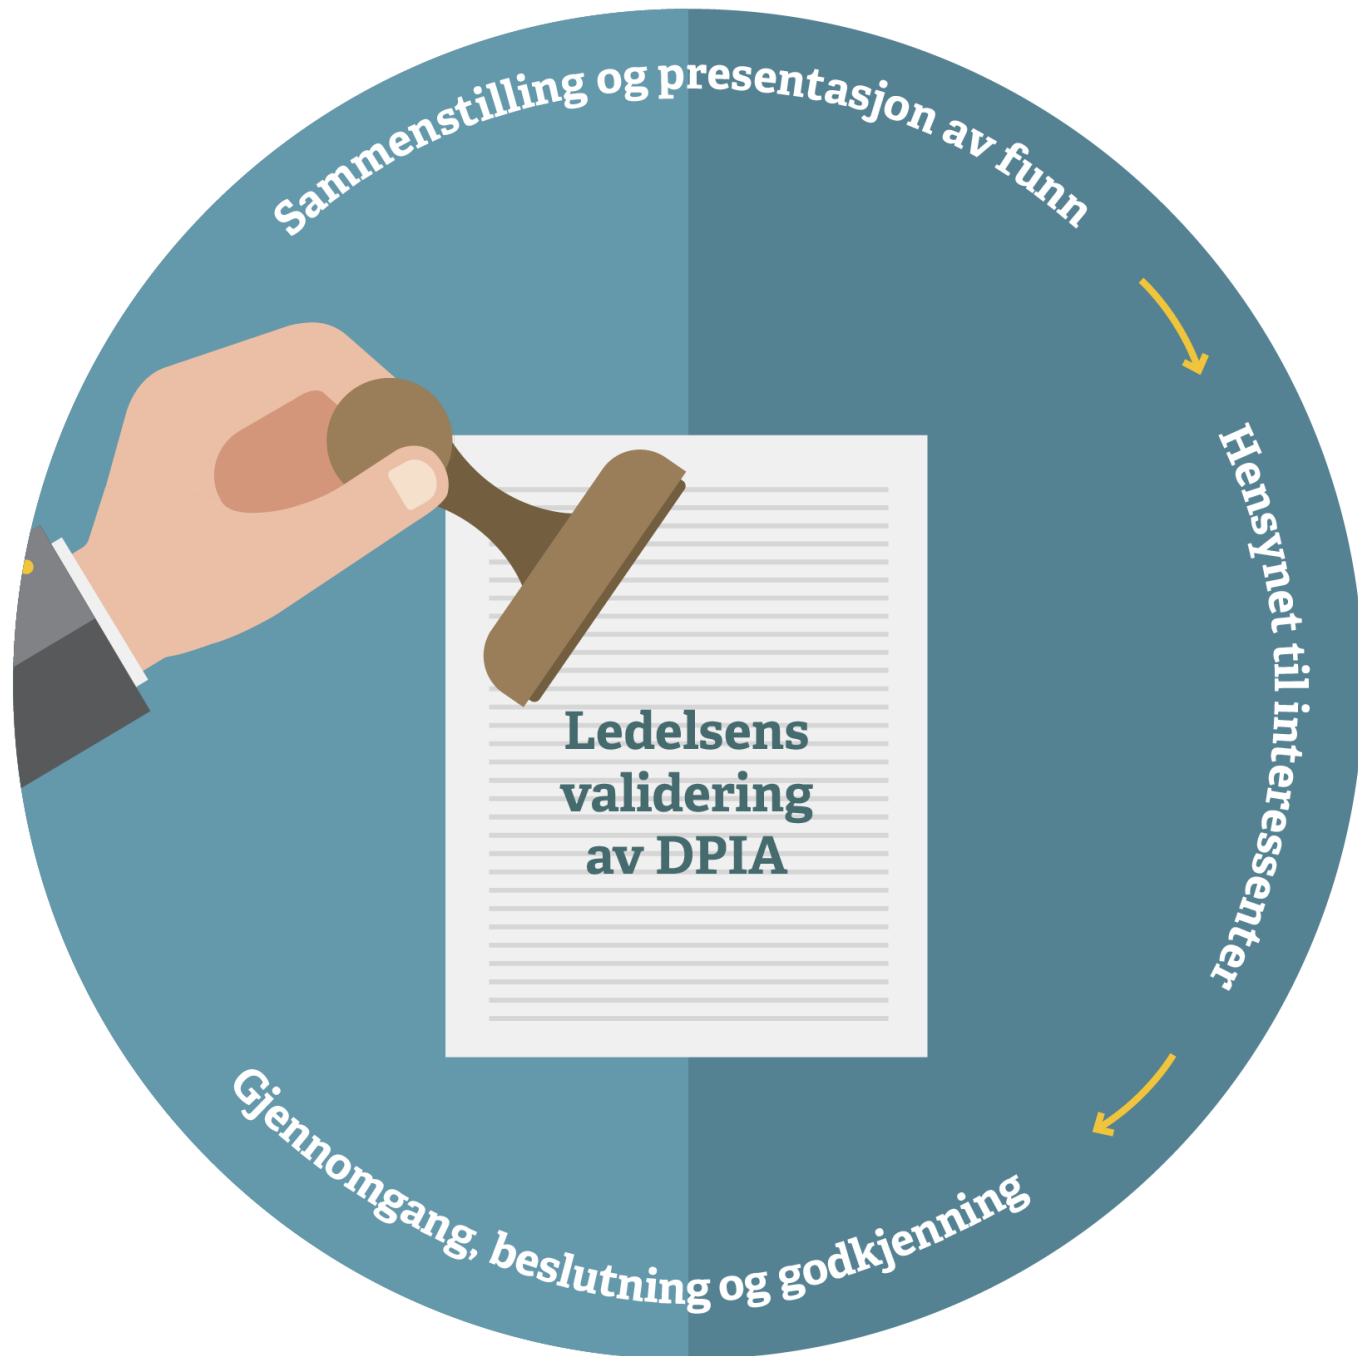 Sammenstilling og presentasjon av funn
Hensynet til interessenter
Gjennomgang, beslutning og godkjenning
Ledelsens
validering
av DPIA